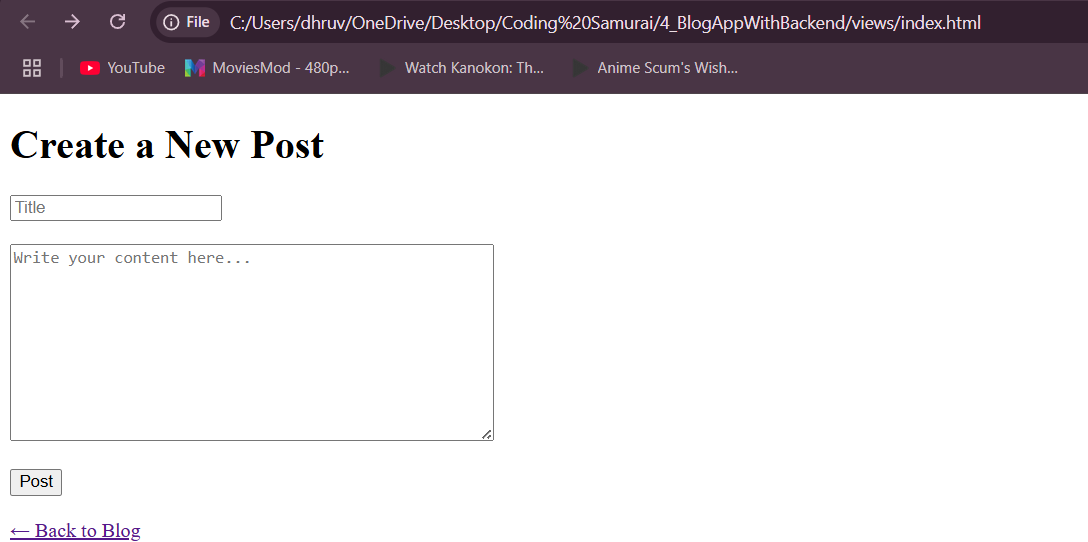 File C:/Users/dhruv/OneDrive/Desktop/Coding%20Samurai/4_BlogAppWithBackend/views/index.html
YouTube MoviesMod - 480p... Watch Kanokon: Th... Anime Scum's Wish...
Create a New Post
Title
Write your content here...
Post
← Back to Blog